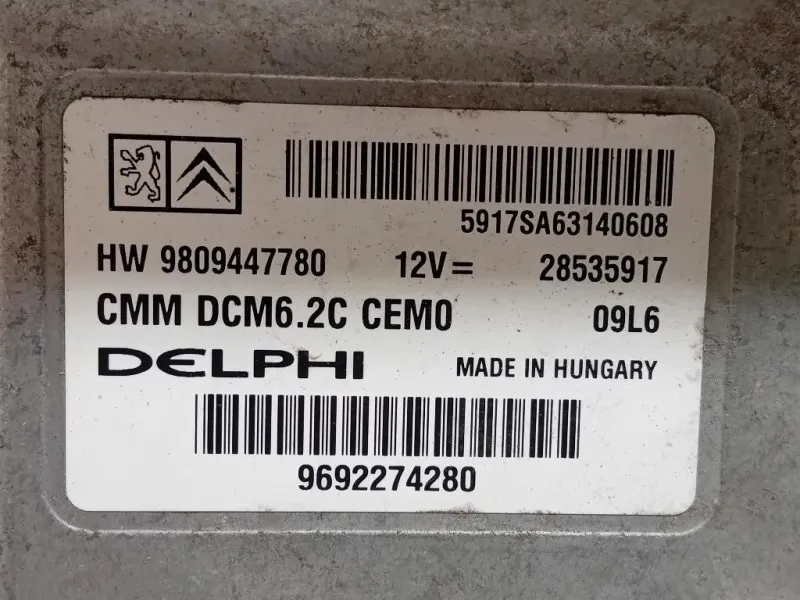 5917SA63140608
HW 9809447780 12V= 28535917
CMM DCM6.2C CEM0 09L6
DELPHI MADE IN HUNGARY
9692274280